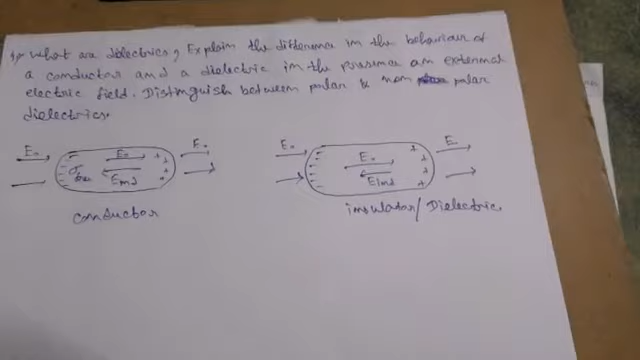 1) What are dielectrics, Explain the difference in the behaviour of
a conductor and a dielectric in the presence an external
electric field. Distinguish between polar & non polar
dielectrics.
E₀ E₀ E₀ E₀ E₀ E₀
Eind Eind
conductor insulator/Dielectric.